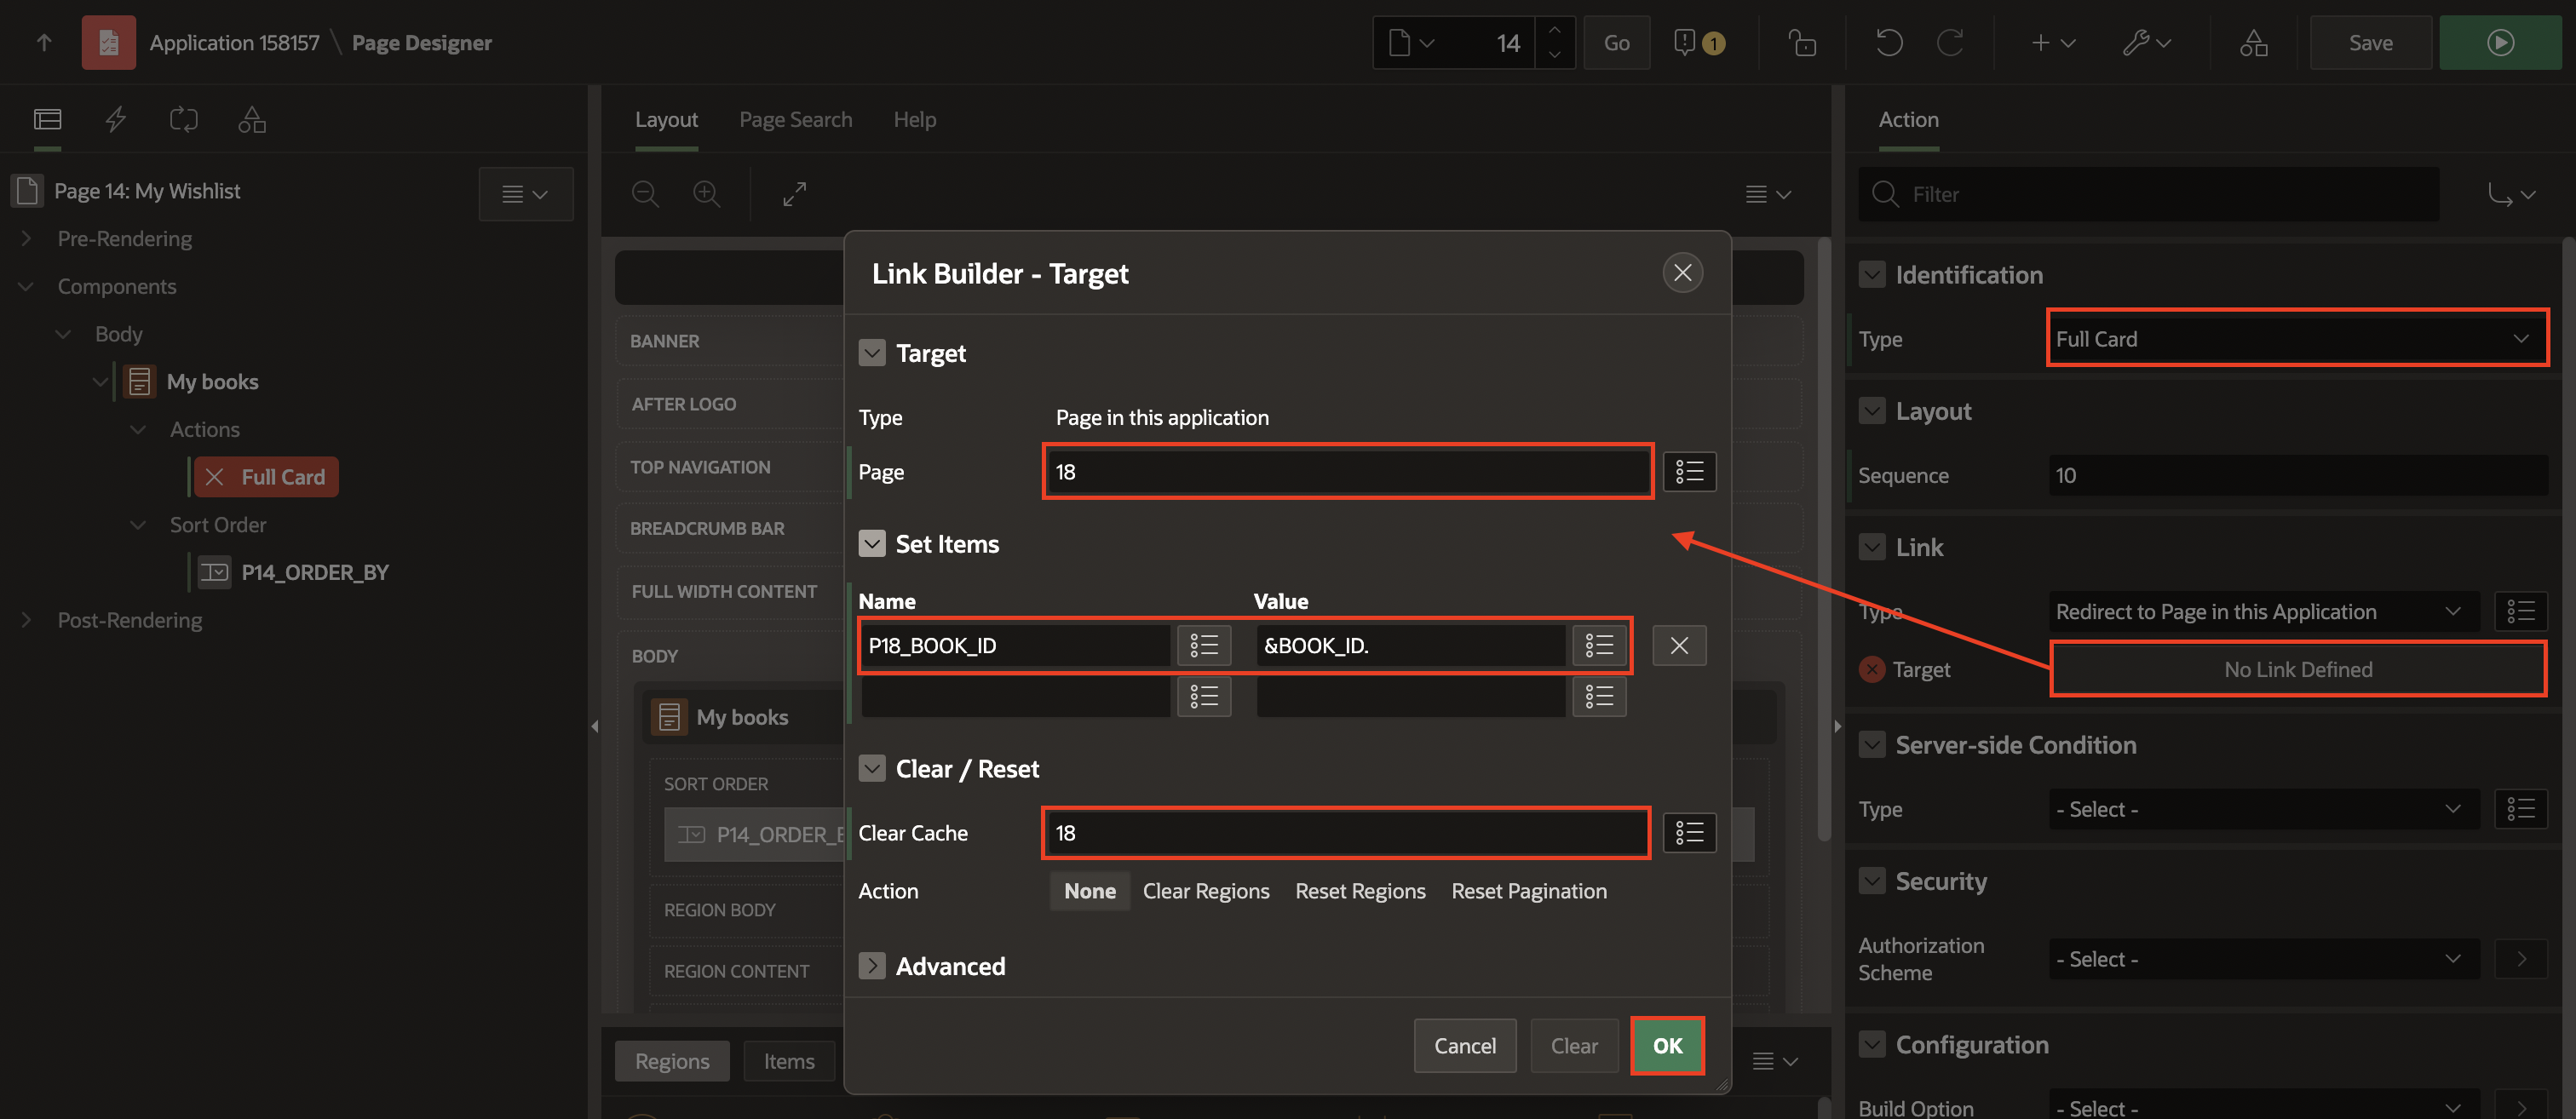 Application 158157 \ Page Designer
14
Go
1
Save
Page 14: My Wishlist
Pre-Rendering
Components
Body
My books
Actions
Full Card
Sort Order
P14_ORDER_BY
Post-Rendering
Layout
Page Search
Help
BANNER
AFTER LOGO
TOP NAVIGATION
BREADCRUMB BAR
FULL WIDTH CONTENT
BODY
My books
SORT ORDER
P14_ORDER_B
REGION BODY
REGION CONTENT
Regions
Items
Link Builder - Target
Target
Type
Page in this application
Page
18
Set Items
Name
Value
P18_BOOK_ID
&BOOK_ID.
Clear / Reset
Clear Cache
18
Action
None
Clear Regions
Reset Regions
Reset Pagination
Advanced
Cancel
Clear
OK
Action
Filter
Identification
Type
Full Card
Layout
Sequence
10
Link
Type
Redirect to Page in this Application
Target
No Link Defined
Server-side Condition
Type
- Select -
Security
Authorization
Scheme
- Select -
Configuration
Build Option
- Select -